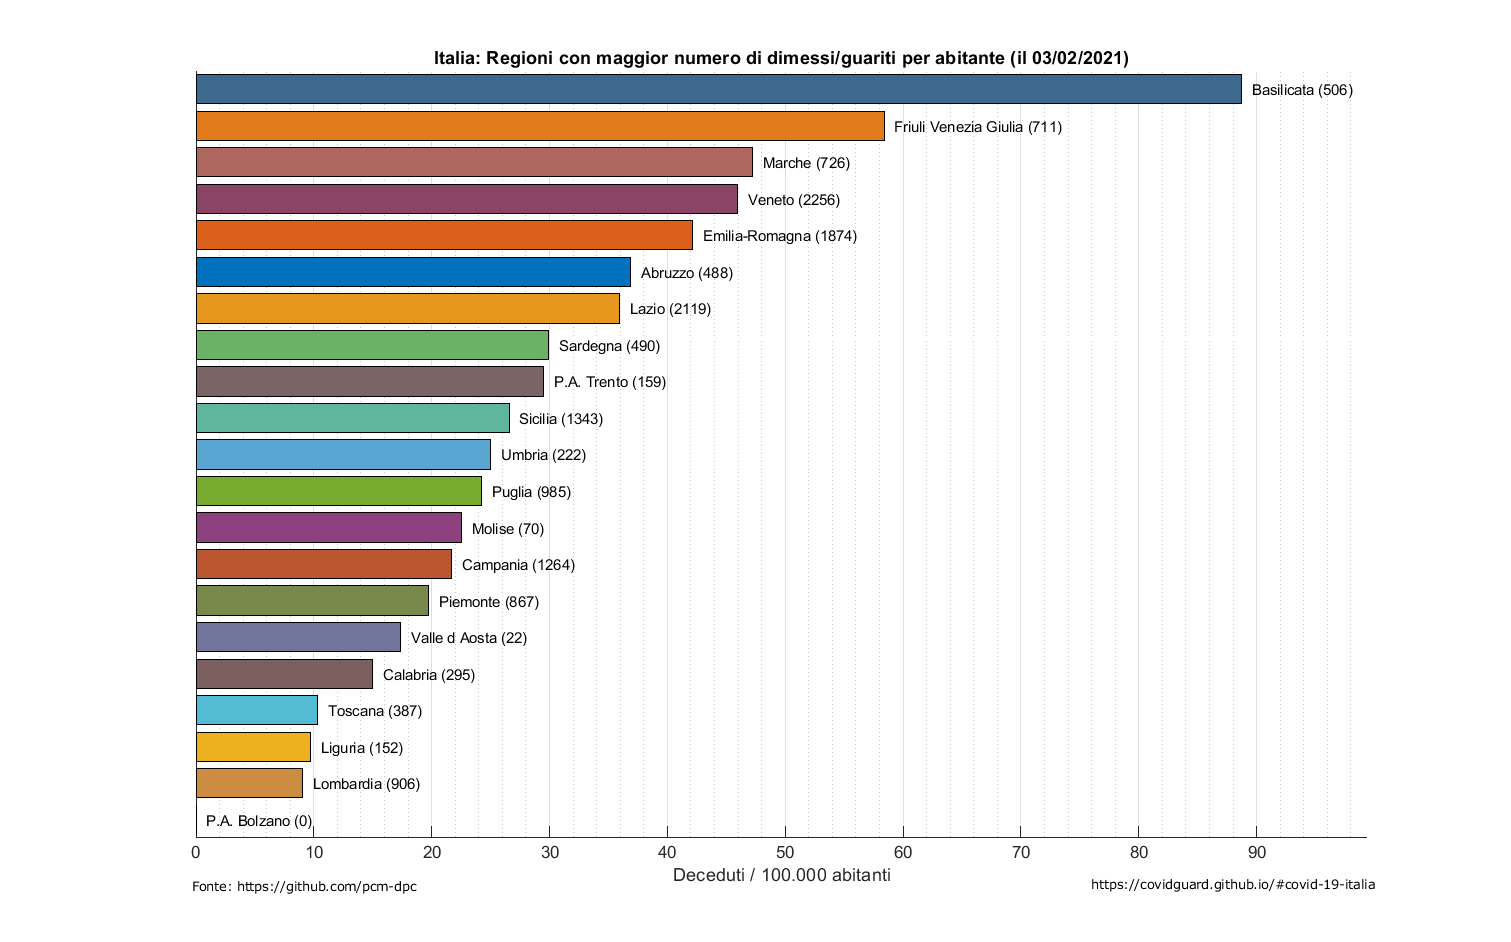 Italia: Regioni con maggior numero di dimessi/guariti per abitante (il 03/02/2021)
Basilicata (506)
Friuli Venezia Giulia (711)
Marche (726)
Veneto (2256)
Emilia-Romagna (1874)
Abruzzo (488)
Lazio (2119)
Sardegna (490)
P.A. Trento (159)
Sicilia (1343)
Umbria (222)
Puglia (985)
Molise (70)
Campania (1264)
Piemonte (867)
Valle d Aosta (22)
Calabria (295)
Toscana (387)
Liguria (152)
Lombardia (906)
P.A. Bolzano (0)
0 10 20 30 40 50 60 70 80 90
Deceduti / 100.000 abitanti
Fonte: https://github.com/pcm-dpc
https://covidguard.github.io/#covid-19-italia